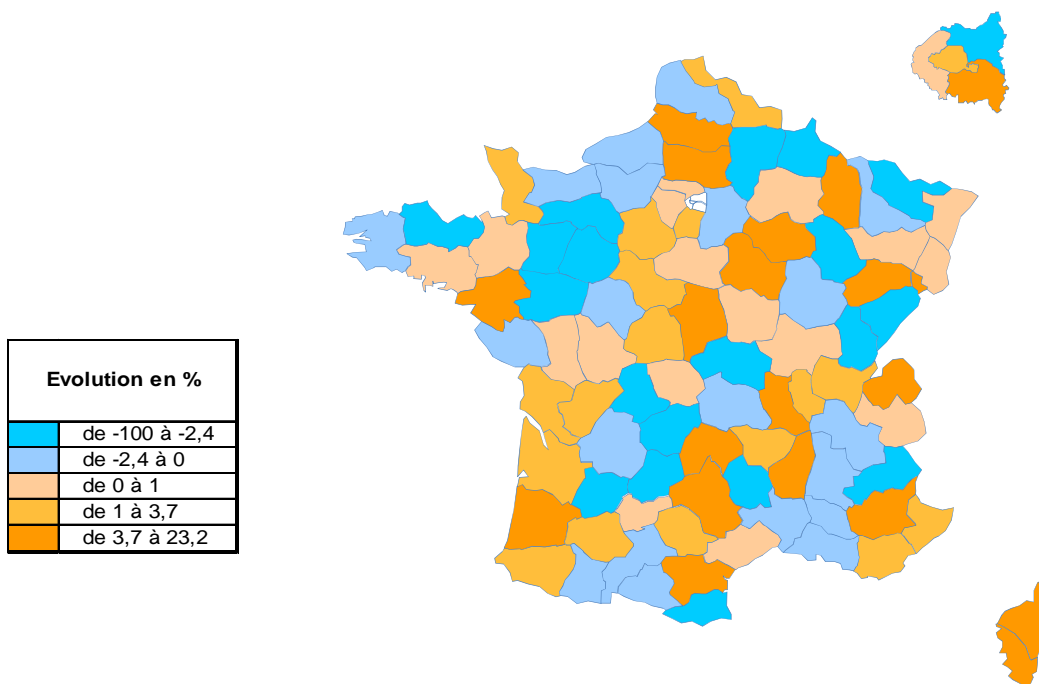 Evolution en %
de -100 à -2,4
de -2,4 à 0
de 0 à 1
de 1 à 3,7
de 3,7 à 23,2